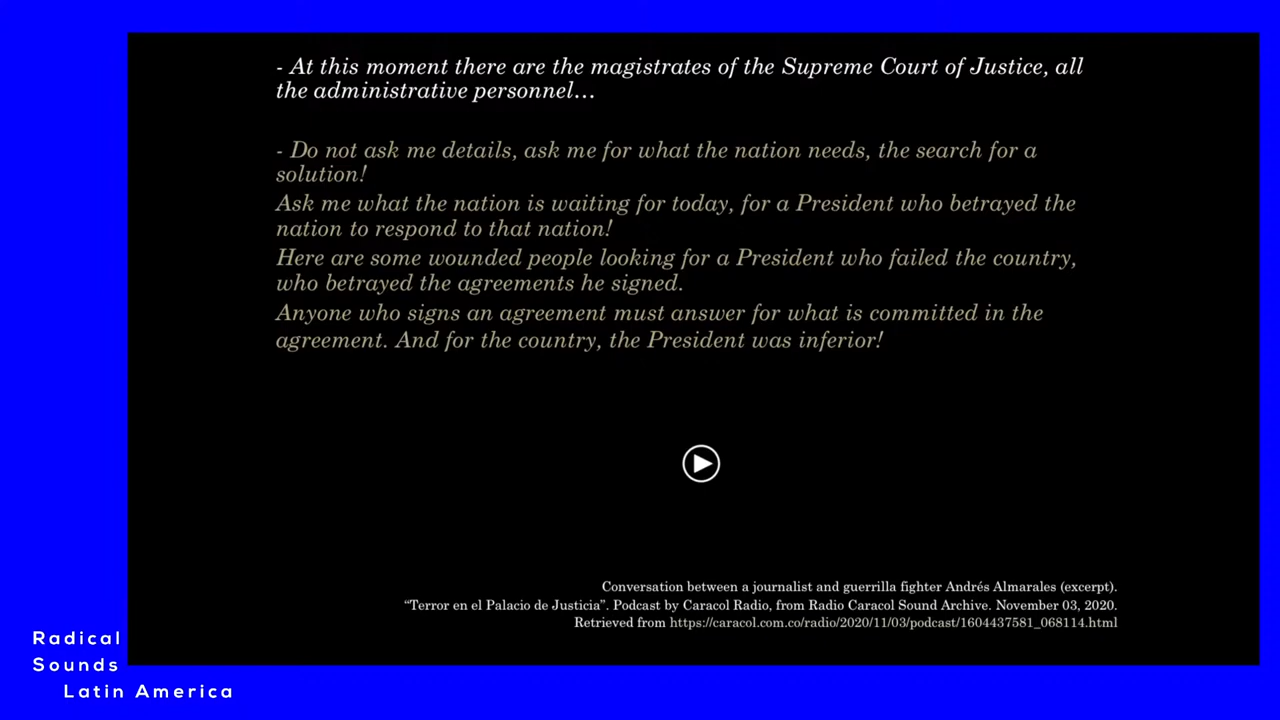 - At this moment there are the magistrates of the Supreme Court of Justice, all
the administrative personnel…
- Do not ask me details, ask me for what the nation needs, the search for a
solution!
Ask me what the nation is waiting for today, for a President who betrayed the
nation to respond to that nation!
Here are some wounded people looking for a President who failed the country,
who betrayed the agreements he signed.
Anyone who signs an agreement must answer for what is committed in the
agreement. And for the country, the President was inferior!
Conversation between a journalist and guerrilla fighter Andrés Almarales (excerpt).
“Terror en el Palacio de Justicia”. Podcast by Caracol Radio, from Radio Caracol Sound Archive. November 03, 2020.
Retrieved from https://caracol.com.co/radio/2020/11/03/podcast/1604437581_068114.html
Radical
Sounds
Latin America